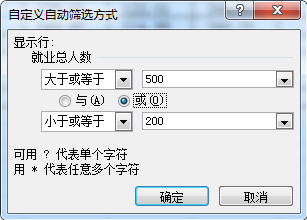 自定义自动筛选方式
显示行:
就业总人数
大于或等于 500
与(A) 或(O)
小于或等于 200
可用 ? 代表单个字符
用 * 代表任意多个字符
确定 取消